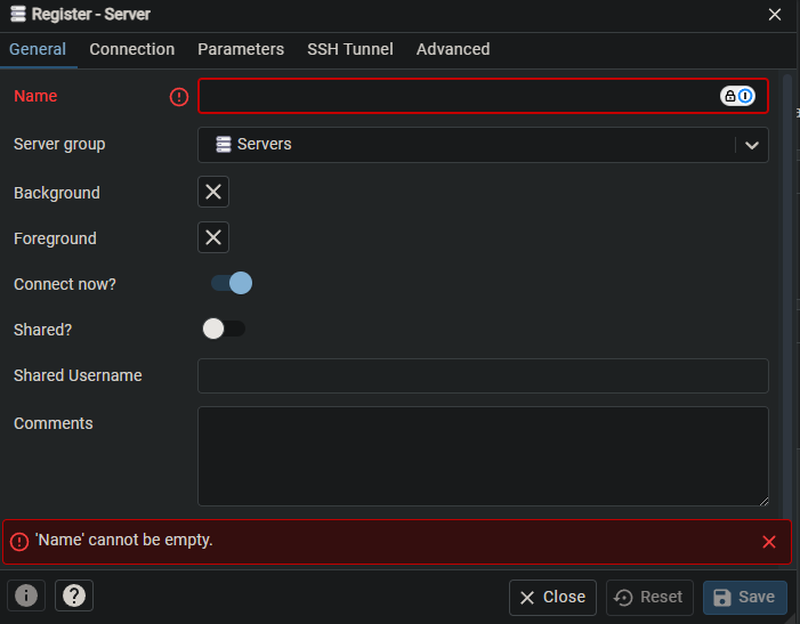 Register - Server
General Connection Parameters SSH Tunnel Advanced
Name
Server group Servers
Background
Foreground
Connect now?
Shared?
Shared Username
Comments
'Name' cannot be empty.
Close Reset Save